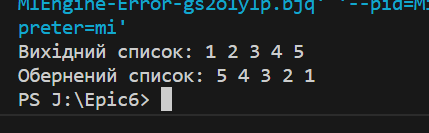 MIEngine-Error-gs2o1ylp.bjq' '--pid=Mi
preter=mi'
Вихідний список: 1 2 3 4 5
Обернений список: 5 4 3 2 1
PS J:\Epic6>